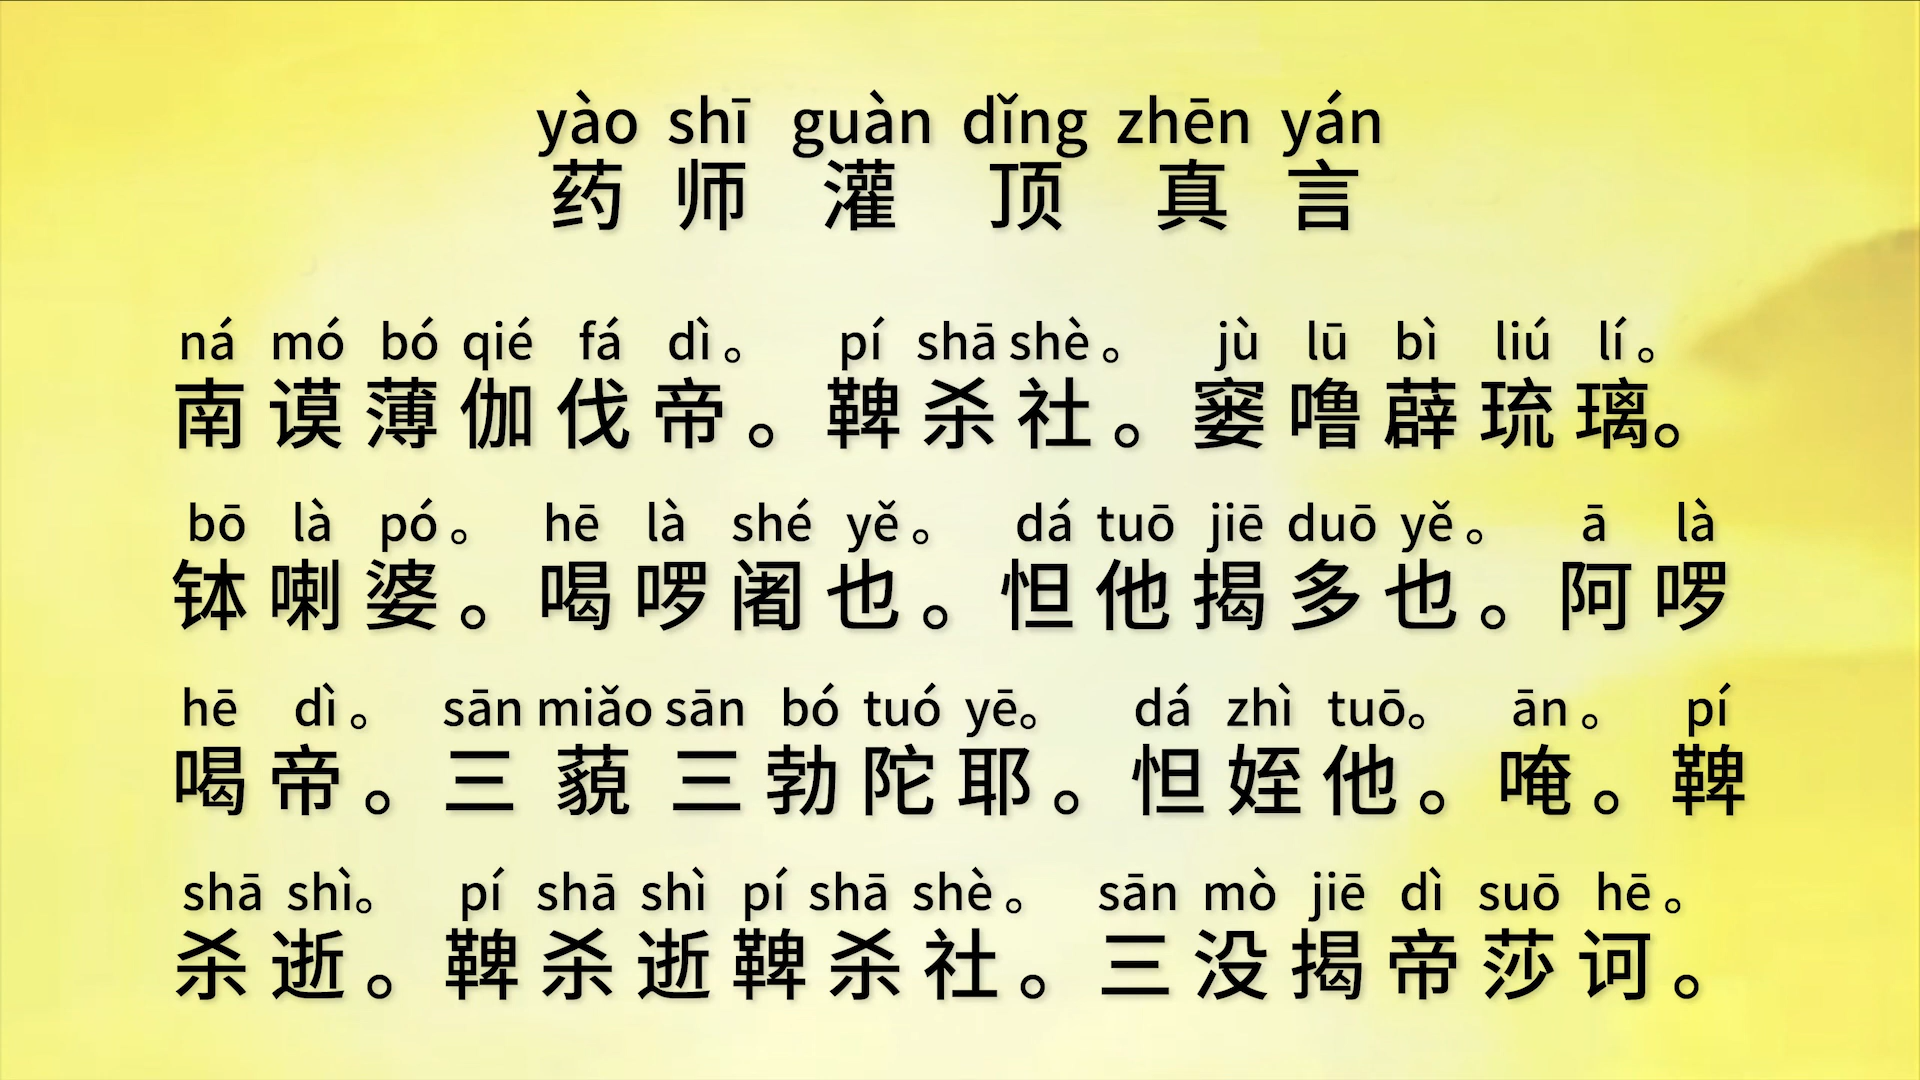 yào shī guàn dǐng zhēn yán
药师灌顶真言
ná mó bó qié fá dì。 pí shā shè。 jù lū bì liú lí。
南谟薄伽伐帝。鞞杀社。窭噜薜琉璃。
bō là pó。 hē là shé yě。 dá tuō jiē duō yě。 ā là
钵喇婆。喝啰阇也。怛他揭多也。阿啰
hē dì。 sān miǎo sān bó tuó yē。 dá zhì tuō。 ān。 pí
喝帝。三藐三勃陀耶。怛姪他。唵。鞞
shā shì。 pí shā shì pí shā shè。 sān mò jiē dì suō hē。
杀逝。鞞杀逝鞞杀社。三没揭帝莎诃。